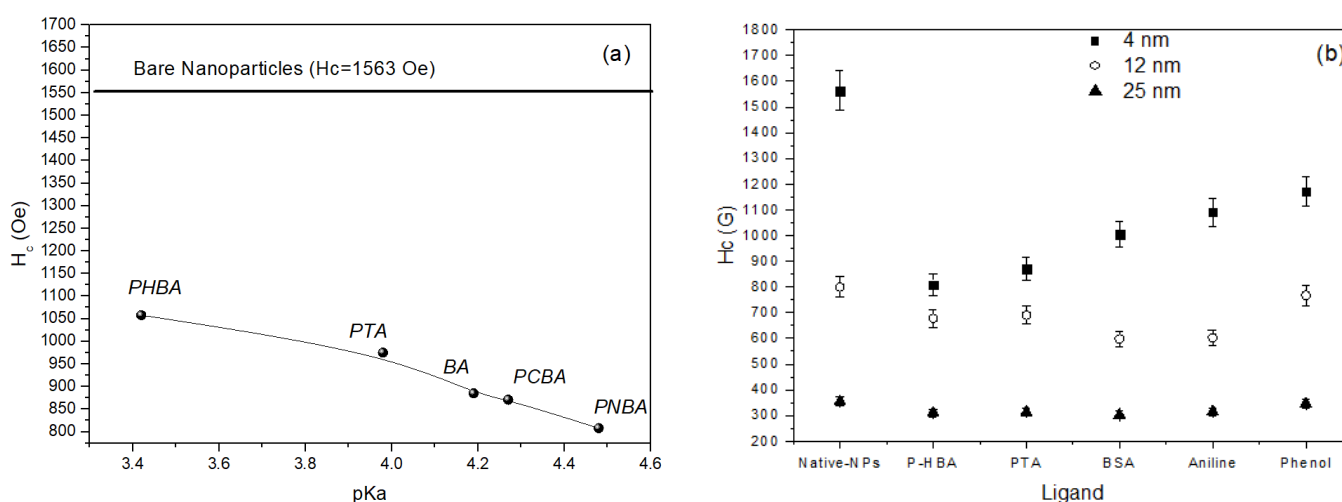 (a)
Bare Nanoparticles (Hc=1563 Oe)
1700
1650
1600
1550
1500
1450
1400
1350
1300
1250
1200
1150
1100
1050
1000
950
900
850
800
H_c (Oe)
PHBA
PTA
BA
PCBA
PNBA
3.4
3.6
3.8
4.0
4.2
4.4
4.6
pKa
(b)
4 nm
12 nm
25 nm
1800
1700
1600
1500
1400
1300
1200
1100
1000
900
800
700
600
500
400
300
200
Hc (G)
Native-NPs
P-HBA
PTA
BSA
Aniline
Phenol
Ligand